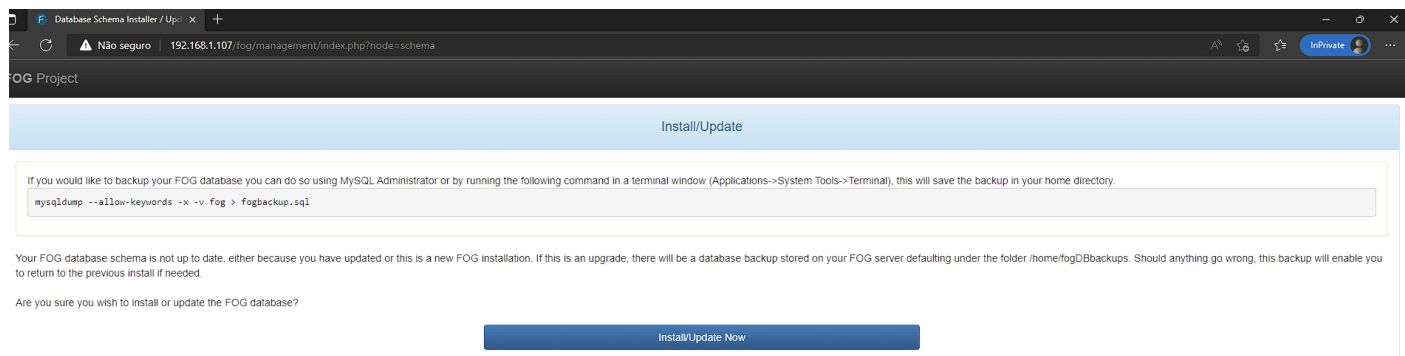 Database Schema Installer / Upd
Não seguro | 192.168.1.107/fog/management/index.php?node=schema
InPrivate
FOG Project
Install/Update
If you would like to backup your FOG database you can do so using MySQL Administrator or by running the following command in a terminal window (Applications->System Tools->Terminal), this will save the backup in your home directory.
mysqldump --allow-keywords -x -v fog > fogbackup.sql
Your FOG database schema is not up to date, either because you have updated or this is a new FOG installation. If this is an upgrade, there will be a database backup stored on your FOG server defaulting under the folder /home/fogDBbackups. Should anything go wrong, this backup will enable you
to return to the previous install if needed.
Are you sure you wish to install or update the FOG database?
Install/Update Now